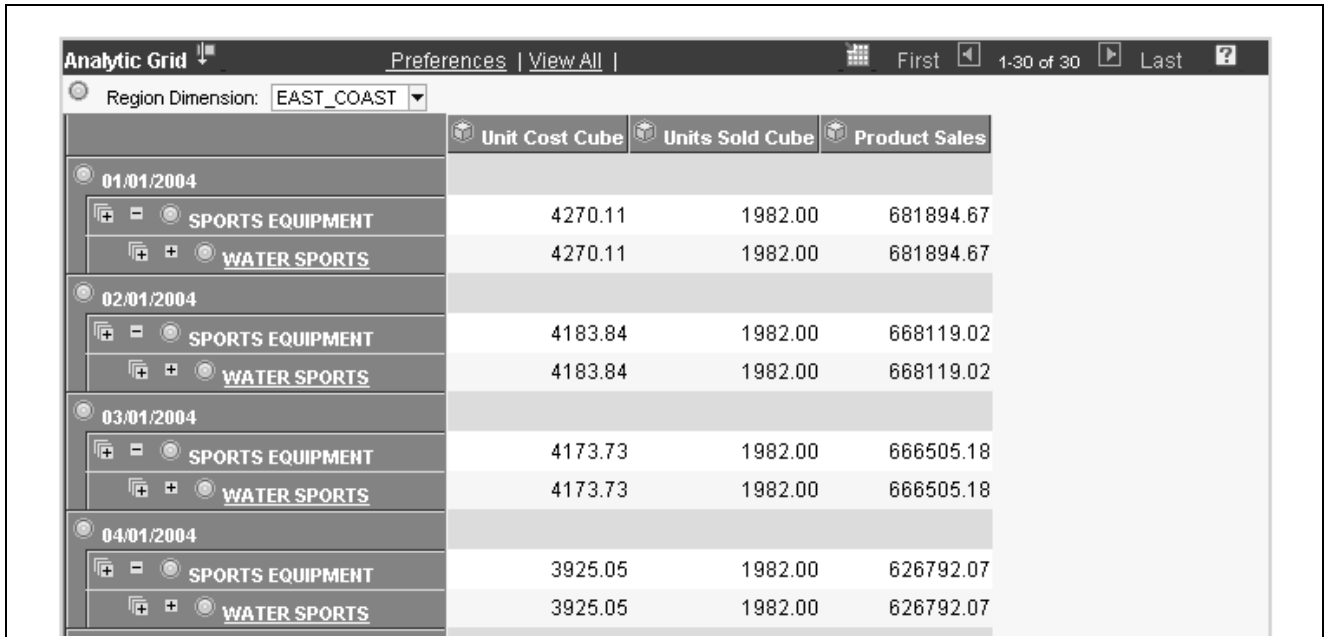 Analytic Grid Preferences | View All | First 1-30 of 30 Last ?
Region Dimension: EAST_COAST
Unit Cost Cube Units Sold Cube Product Sales
01/01/2004
SPORTS EQUIPMENT 4270.11 1982.00 681894.67
WATER SPORTS 4270.11 1982.00 681894.67
02/01/2004
SPORTS EQUIPMENT 4183.84 1982.00 668119.02
WATER SPORTS 4183.84 1982.00 668119.02
03/01/2004
SPORTS EQUIPMENT 4173.73 1982.00 666505.18
WATER SPORTS 4173.73 1982.00 666505.18
04/01/2004
SPORTS EQUIPMENT 3925.05 1982.00 626792.07
WATER SPORTS 3925.05 1982.00 626792.07